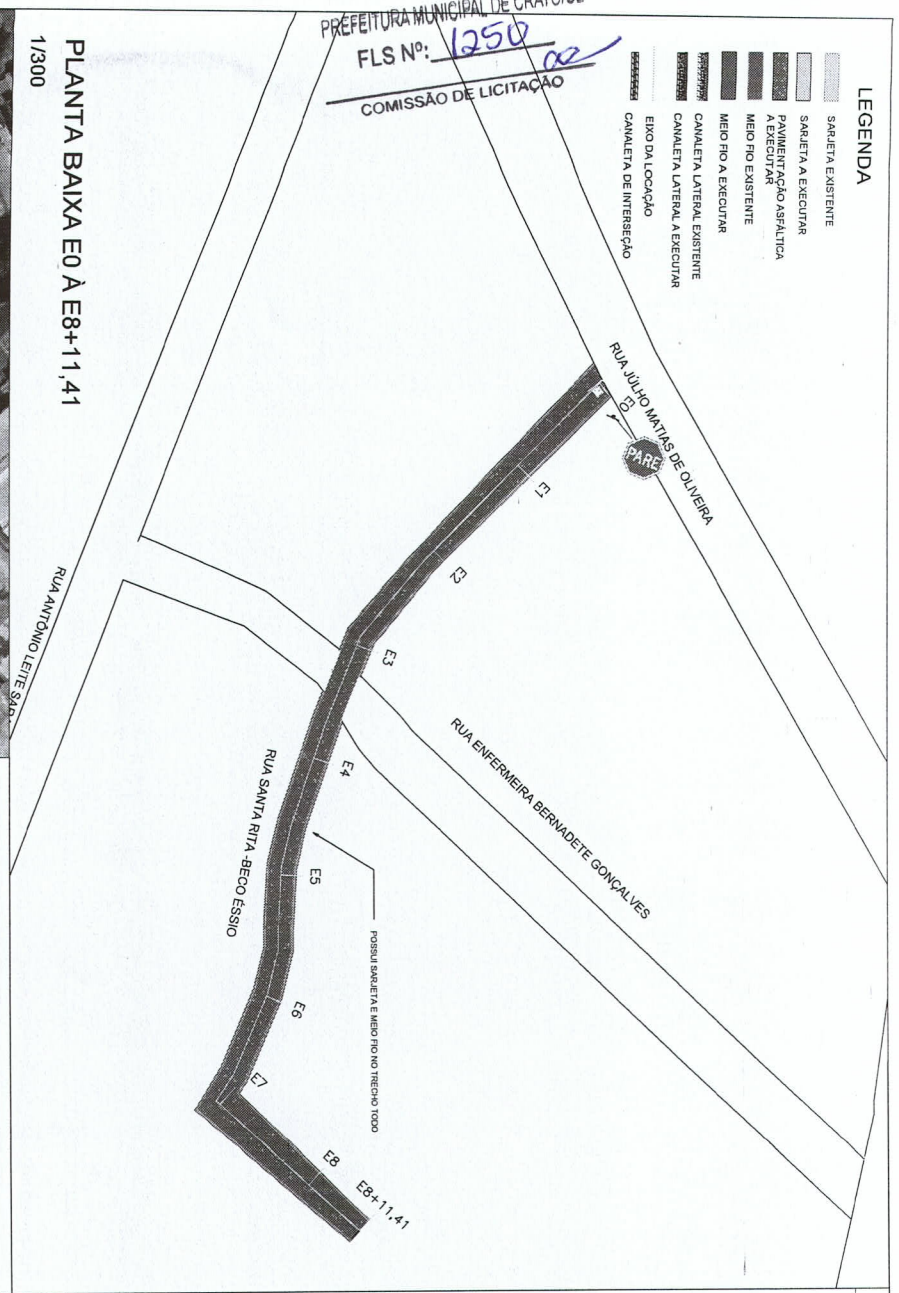 PREFEITURA MUNICIPAL DE
FLS Nº: 1250
COMISSÃO DE LICITAÇÃO
LEGENDA
SARJETA EXISTENTE
SARJETA A EXECUTAR
PAVIMENTAÇÃO ASFÁLTICA
A EXECUTAR
MEIO FIO EXISTENTE
MEIO FIO A EXECUTAR
CANALETA LATERAL EXISTENTE
CANALETA LATERAL A EXECUTAR
EIXO DA LOCAÇÃO
CANALETA DE INTERSEÇÃO
RUA JÚLHO MATIAS DE OLIVEIRA
PARE
E0
E1
E2
E3
E4
E5
E6
E7
E8
E8+11,41
RUA ENFERMEIRA BERNADETE GONÇALVES
POSSUI SARJETA E MEIO FIO NO TRECHO TODO
RUA SANTA RITA -BECO ÉSSIO
RUA ANTÔNIO LEITE
PLANTA BAIXA E0 À E8+11,41
1/300